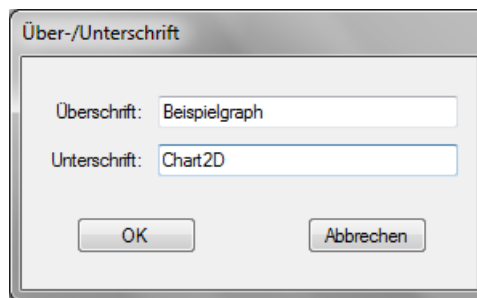 Über-/Unterschrift
Überschrift: Beispielgraph
Unterschrift: Chart2D
OK Abbrechen